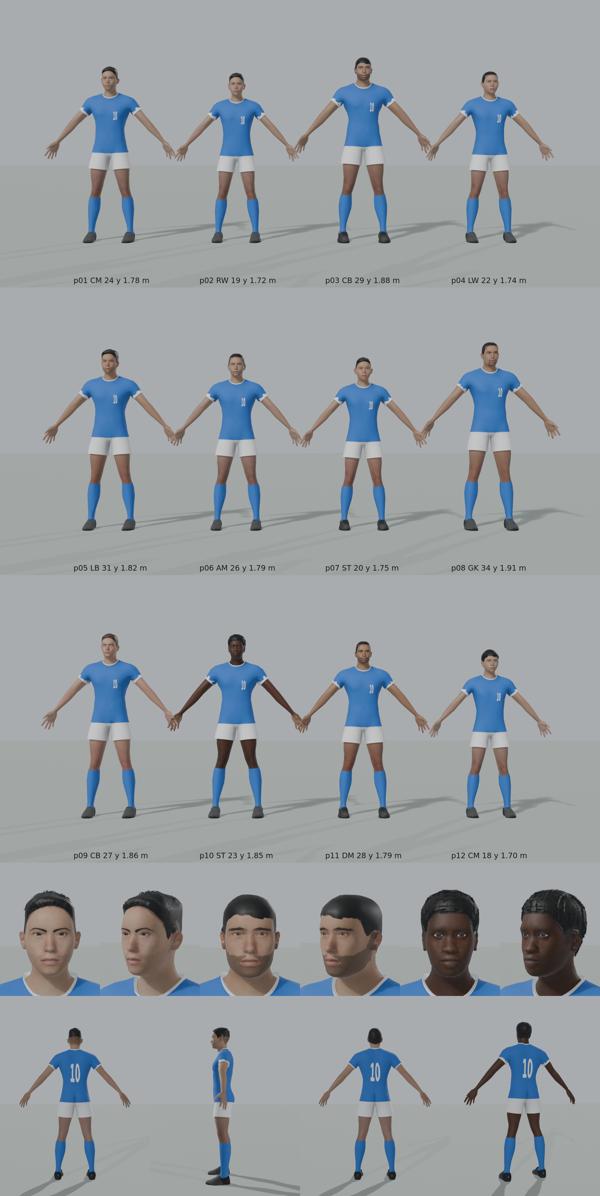 p01 CM 24 y 1.78 m
p02 RW 19 y 1.72 m
p03 CB 29 y 1.88 m
p04 LW 22 y 1.74 m
p05 LB 31 y 1.82 m
p06 AM 26 y 1.79 m
p07 ST 20 y 1.75 m
p08 GK 34 y 1.91 m
p09 CB 27 y 1.86 m
p10 ST 23 y 1.85 m
p11 DM 28 y 1.79 m
p12 CM 18 y 1.70 m
10
10
10